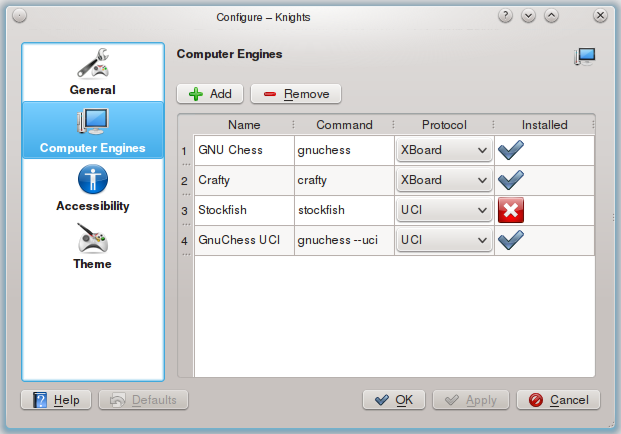 Configure – Knights
General
Computer Engines
Accessibility
Theme
Computer Engines
Add Remove
Name Command Protocol Installed
1 GNU Chess gnuchess XBoard
2 Crafty crafty XBoard
3 Stockfish stockfish UCI
4 GnuChess UCI gnuchess --uci UCI
Help Defaults OK Apply Cancel